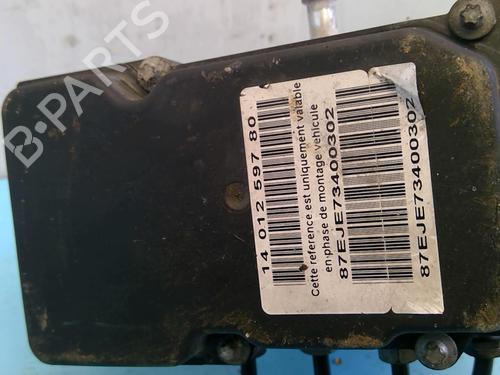 14 012 597 80
Cette reference est uniquement valable
en phase de montage vehicule
87EJE73400302
87EJE73400302
B-PARTS